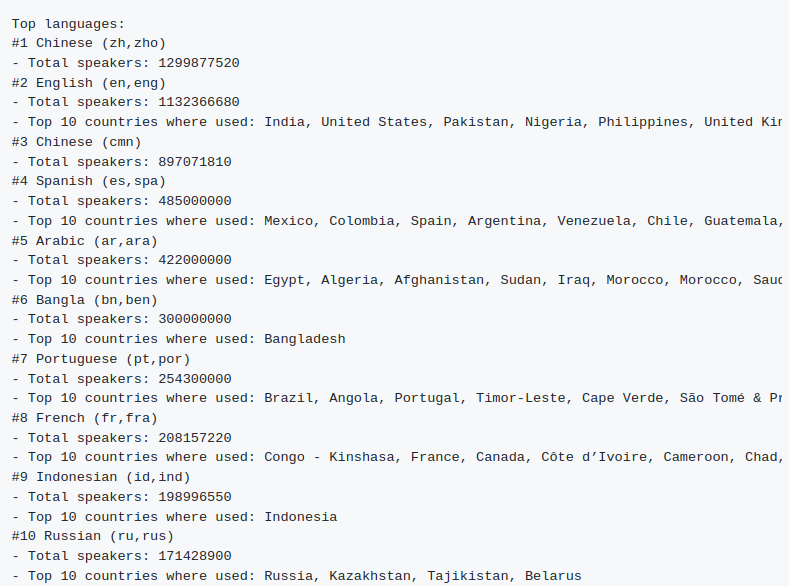 Top languages:
#1 Chinese (zh,zho)
- Total speakers: 1299877520
#2 English (en,eng)
- Total speakers: 1132366680
- Top 10 countries where used: India, United States, Pakistan, Nigeria, Philippines, United
#3 Chinese (cmn)
- Total speakers: 897071810
#4 Spanish (es,spa)
- Total speakers: 485000000
- Top 10 countries where used: Mexico, Colombia, Spain, Argentina, Venezuela, Chile, Guatemala,
#5 Arabic (ar,ara)
- Total speakers: 422000000
- Top 10 countries where used: Egypt, Algeria, Afghanistan, Sudan, Iraq, Morocco, Morocco,
#6 Bangla (bn,ben)
- Total speakers: 300000000
- Top 10 countries where used: Bangladesh
#7 Portuguese (pt,por)
- Total speakers: 254300000
- Top 10 countries where used: Brazil, Angola, Portugal, Timor-Leste, Cape Verde, São Tomé &
#8 French (fr,fra)
- Total speakers: 208157220
- Top 10 countries where used: Congo - Kinshasa, France, Canada, Côte d’Ivoire, Cameroon, Chad,
#9 Indonesian (id,ind)
- Total speakers: 198996550
- Top 10 countries where used: Indonesia
#10 Russian (ru,rus)
- Total speakers: 171428900
- Top 10 countries where used: Russia, Kazakhstan, Tajikistan, Belarus